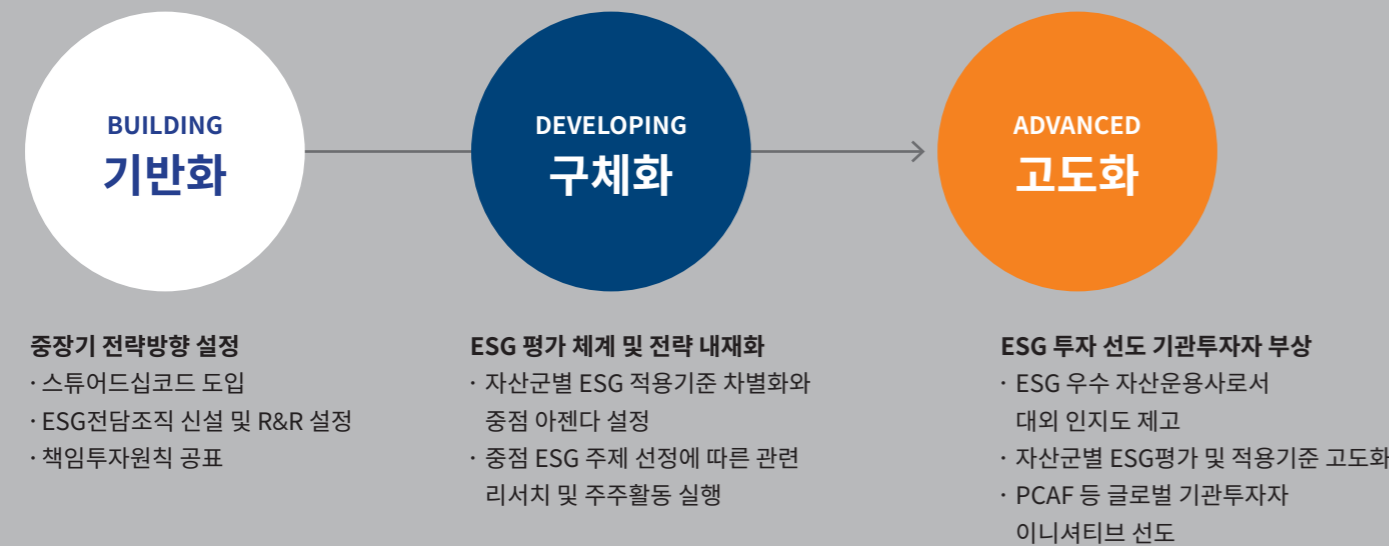 BUILDING
기반화
DEVELOPING
구체화
ADVANCED
고도화
중장기 전략방향 설정
· 스튜어드십코드 도입
· ESG전담조직 신설 및 R&R 설정
· 책임투자원칙 공표
ESG 평가 체계 및 전략 내재화
· 자산군별 ESG 적용기준 차별화와
중점 아젠다 설정
· 중점 ESG 주제 선정에 따른 관련
리서치 및 주주활동 실행
ESG 투자 선도 기관투자자 부상
· ESG 우수 자산운용사로서
대외 인지도 제고
· 자산군별 ESG평가 및 적용기준 고도화
· PCAF 등 글로벌 기관투자자
이니셔티브 선도